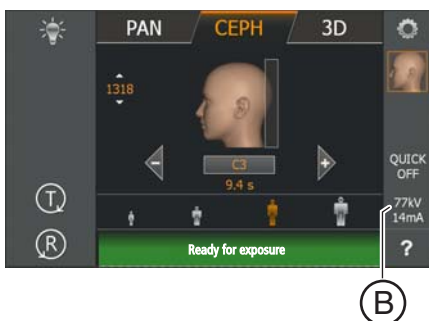 PAN CEPH 3D
1318
C3
9.4 s
QUICK
OFF
77kV
14mA
T
R
Ready for exposure
?
B